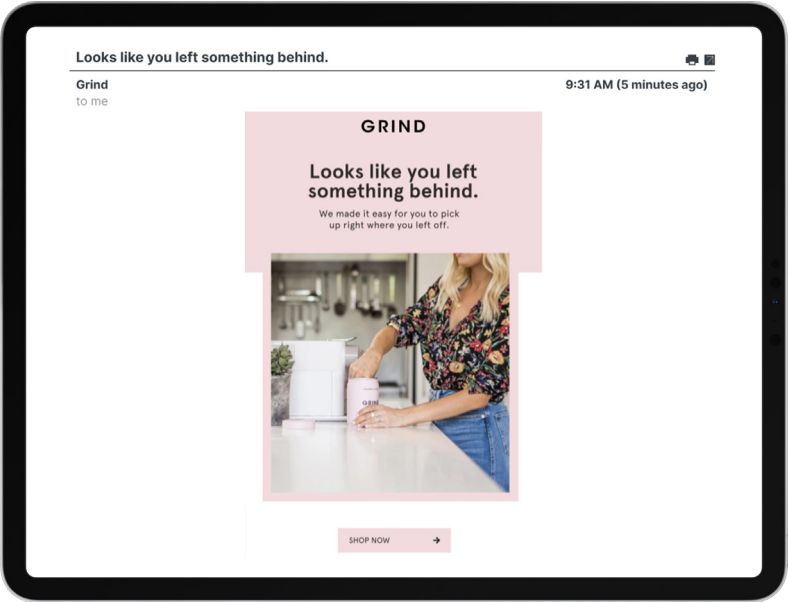 Looks like you left something behind.
Grind
9:31 AM (5 minutes ago)
to me
GRIND
Looks like you left
something behind.
We made it easy for you to pick
up right where you left off.
GRIND
SHOP NOW